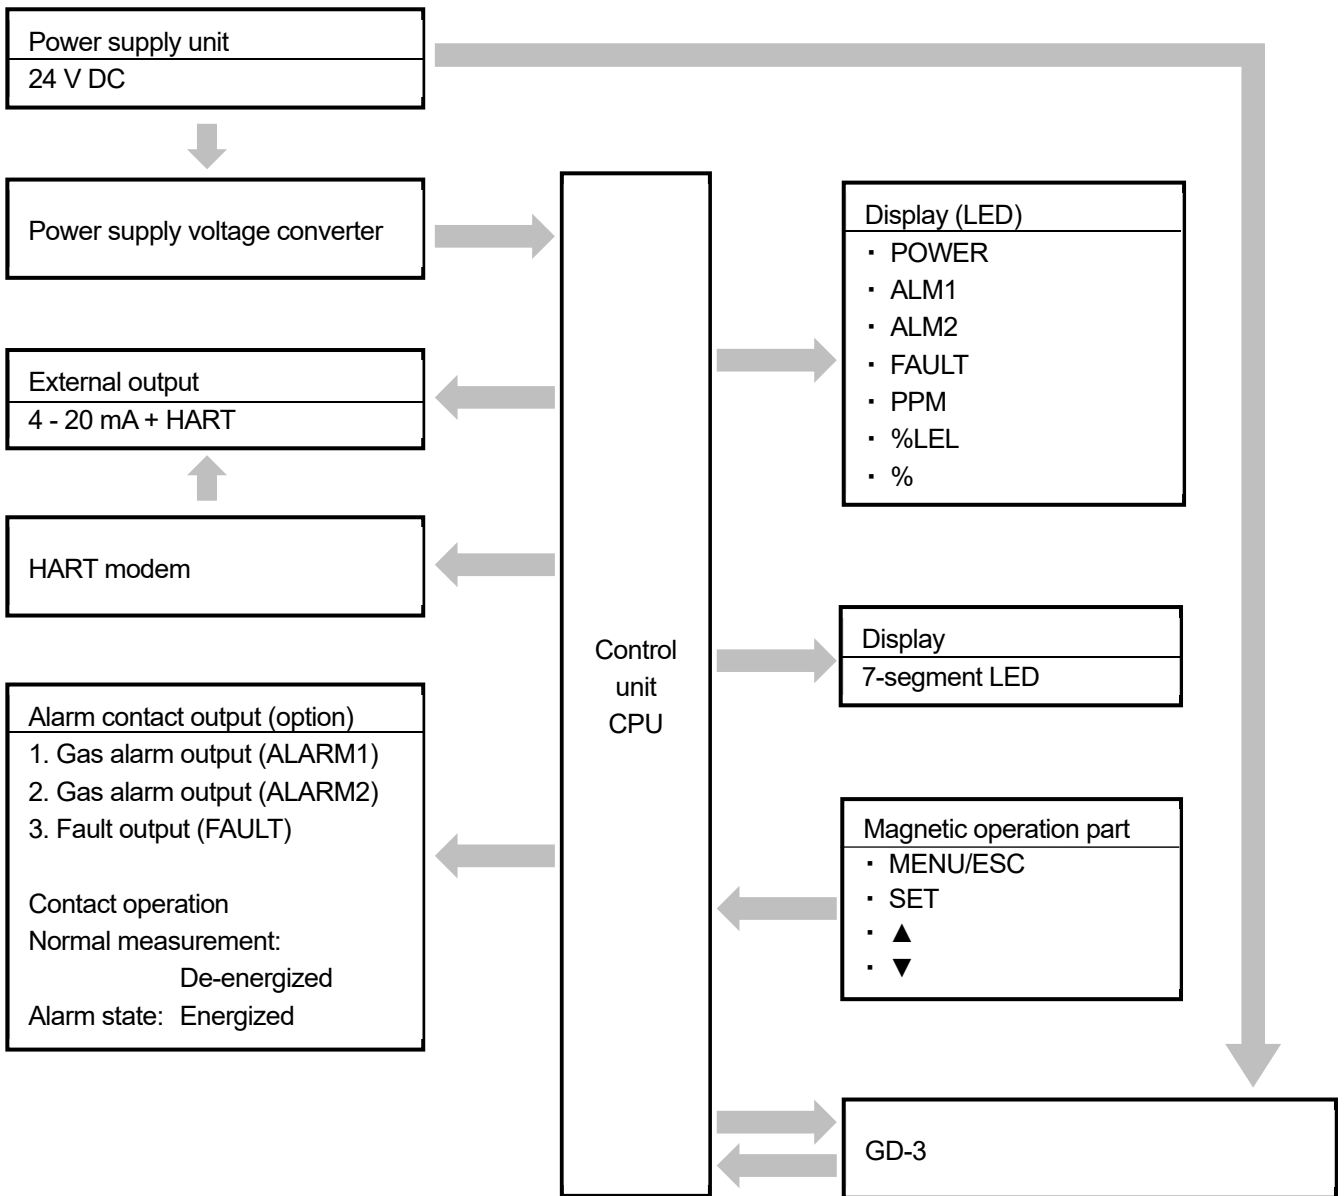 Power supply unit
24 V DC
Power supply voltage converter
External output
4 - 20 mA + HART
HART modem
Alarm contact output (option)
1. Gas alarm output (ALARM1)
2. Gas alarm output (ALARM2)
3. Fault output (FAULT)
Contact operation
Normal measurement:
De-energized
Alarm state: Energized
Control
unit
CPU
Display (LED)
・ POWER
・ ALM1
・ ALM2
・ FAULT
・ PPM
・ %LEL
・ %
Display
7-segment LED
Magnetic operation part
・ MENU/ESC
・ SET
・ ▲
・ ▼
GD-3